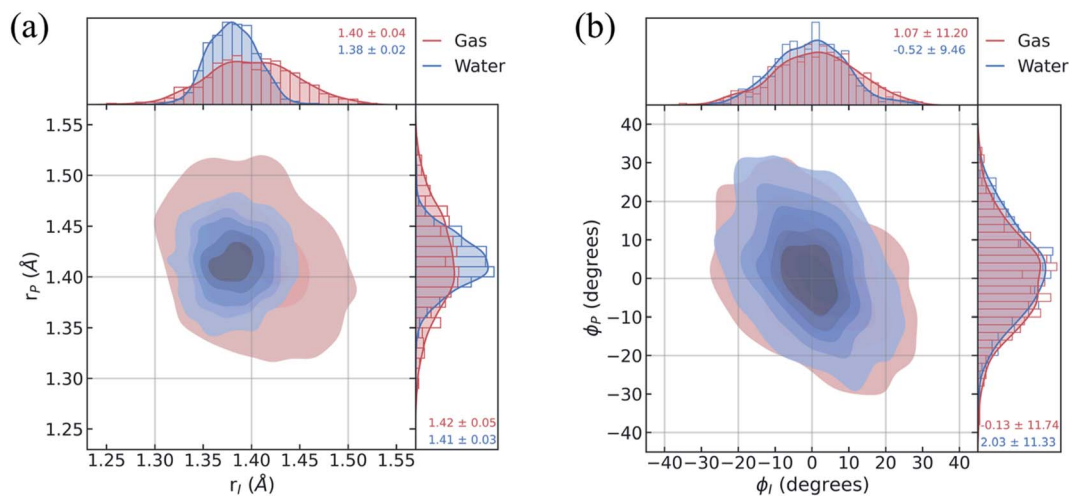 (a)
1.40 ± 0.04
1.38 ± 0.02
Gas
Water
1.55
1.50
1.45
1.40
1.35
1.30
1.25
r_P (Å)
1.42 ± 0.05
1.41 ± 0.03
1.25 1.30 1.35 1.40 1.45 1.50 1.55
r_I (Å)
(b)
1.07 ± 11.20
-0.52 ± 9.46
Gas
Water
40
30
20
10
0
−10
−20
−30
−40
ϕ_P (degrees)
-0.13 ± 11.74
2.03 ± 11.33
−40 −30 −20 −10 0 10 20 30 40
ϕ_I (degrees)